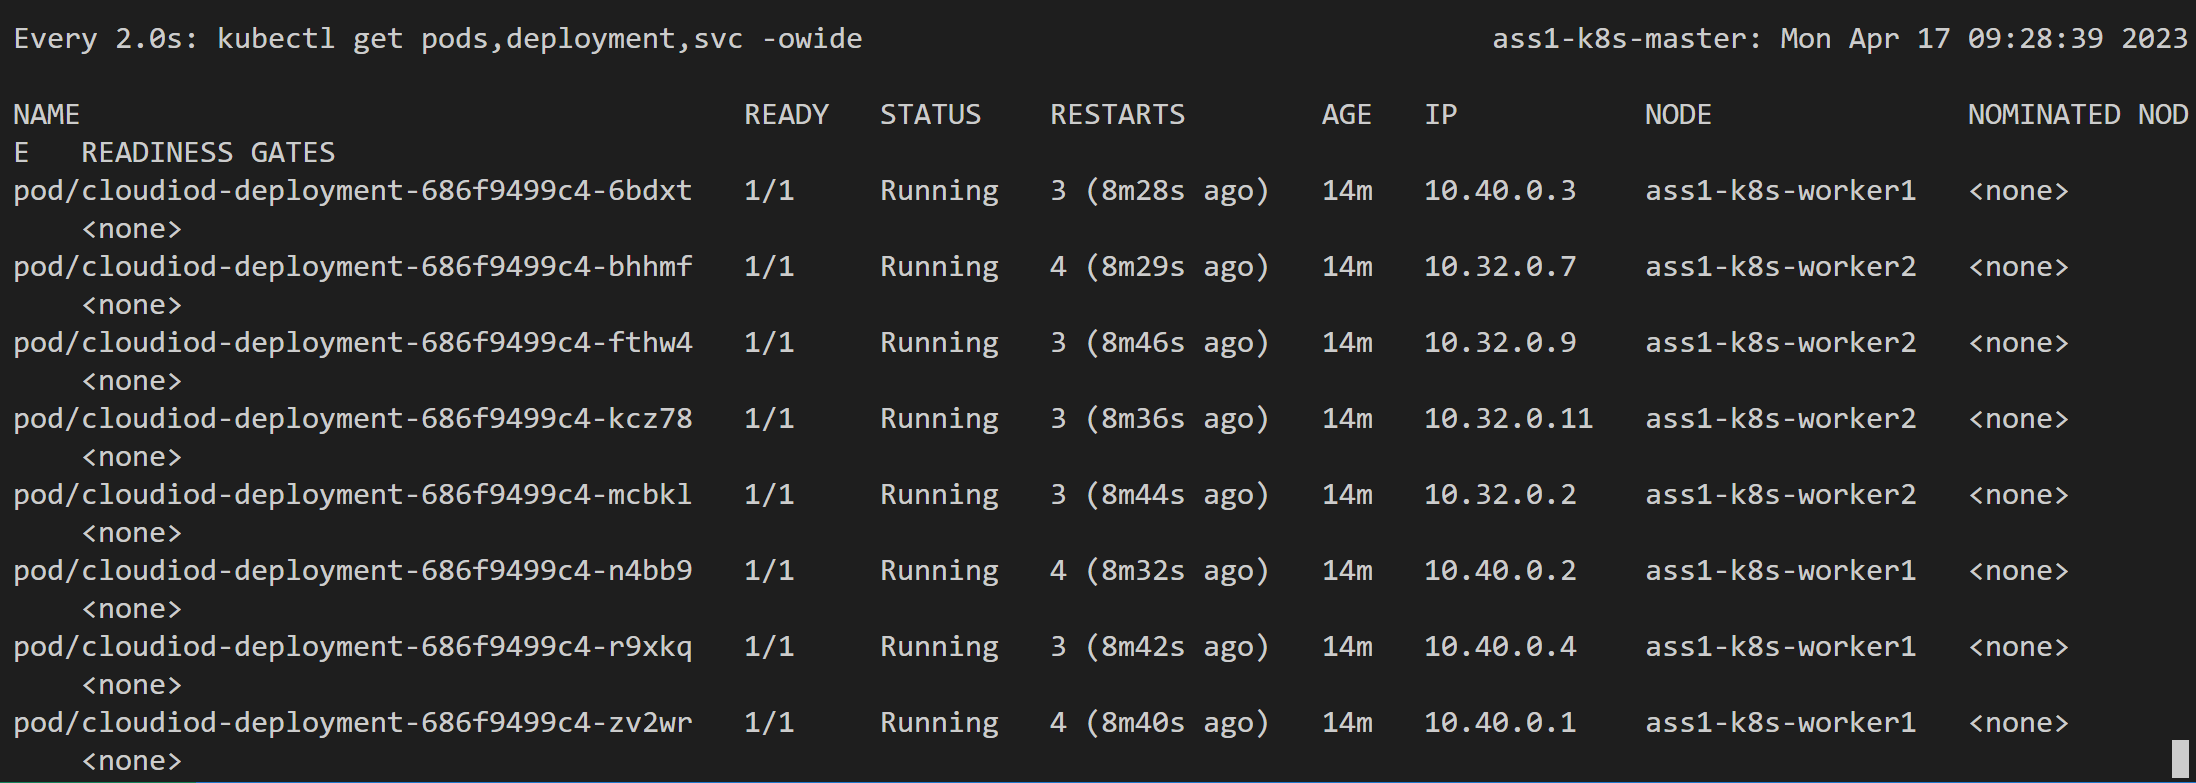 Every 2.0s: kubectl get pods,deployment,svc -owide ass1-k8s-master: Mon Apr 17 09:28:39 2023
NAME READY STATUS RESTARTS AGE IP NODE NOMINATED NOD
E READINESS GATES
pod/cloudiod-deployment-686f9499c4-6bdxt 1/1 Running 3 (8m28s ago) 14m 10.40.0.3 ass1-k8s-worker1 <none>
<none>
pod/cloudiod-deployment-686f9499c4-bhhmf 1/1 Running 4 (8m29s ago) 14m 10.32.0.7 ass1-k8s-worker2 <none>
<none>
pod/cloudiod-deployment-686f9499c4-fthw4 1/1 Running 3 (8m46s ago) 14m 10.32.0.9 ass1-k8s-worker2 <none>
<none>
pod/cloudiod-deployment-686f9499c4-kcz78 1/1 Running 3 (8m36s ago) 14m 10.32.0.11 ass1-k8s-worker2 <none>
<none>
pod/cloudiod-deployment-686f9499c4-mcbkl 1/1 Running 3 (8m44s ago) 14m 10.32.0.2 ass1-k8s-worker2 <none>
<none>
pod/cloudiod-deployment-686f9499c4-n4bb9 1/1 Running 4 (8m32s ago) 14m 10.40.0.2 ass1-k8s-worker1 <none>
<none>
pod/cloudiod-deployment-686f9499c4-r9xkq 1/1 Running 3 (8m42s ago) 14m 10.40.0.4 ass1-k8s-worker1 <none>
<none>
pod/cloudiod-deployment-686f9499c4-zv2wr 1/1 Running 4 (8m40s ago) 14m 10.40.0.1 ass1-k8s-worker1 <none>
<none>